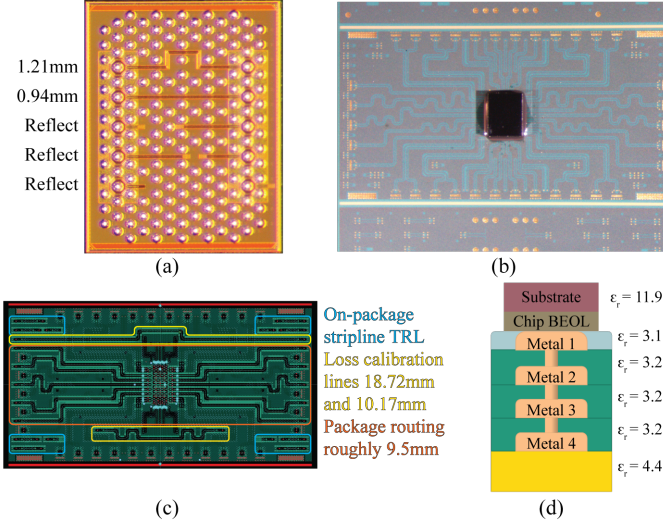 1.21mm
0.94mm
Reflect
Reflect
Reflect
(a)
(b)
On-package
stripline TRL
Loss calibration
lines 18.72mm
and 10.17mm
Package routing
roughly 9.5mm
(c)
Substrate
Chip BEOL
Metal 1
Metal 2
Metal 3
Metal 4
εr = 11.9
εr = 3.1
εr = 3.2
εr = 3.2
εr = 3.2
εr = 4.4
(d)